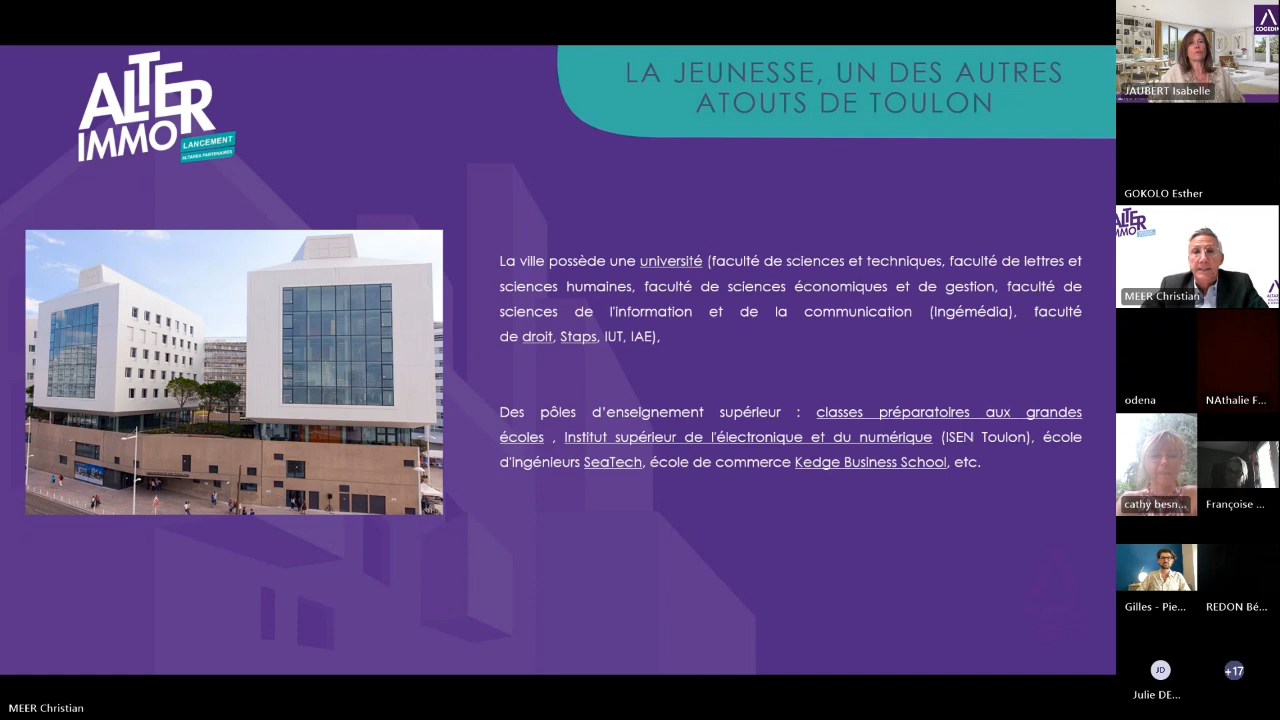 ALTER
IMMO
LANCEMENT
ALTAREA PARTENAIRES
LA JEUNESSE, UN DES AUTRES
ATOUTS DE TOULON
La ville possède une université (faculté de sciences et techniques, faculté de lettres et
sciences humaines, faculté de sciences économiques et de gestion, faculté de
sciences de l'information et de la communication (Ingémédia), faculté
de droit, Staps, IUT, IAE),
Des pôles d’enseignement supérieur : classes préparatoires aux grandes
écoles , Institut supérieur de l'électronique et du numérique (ISEN Toulon), école
d'ingénieurs SeaTech, école de commerce Kedge Business School, etc.
MEER Christian
COGEDIM
JAUBERT Isabelle
GOKOLO Esther
ALTER
IMMO
MEER Christian
odena
NAthalie F...
cathy besn...
Françoise ...
Gilles - Pie...
REDON Bé...
JD
+17
Julie DE...